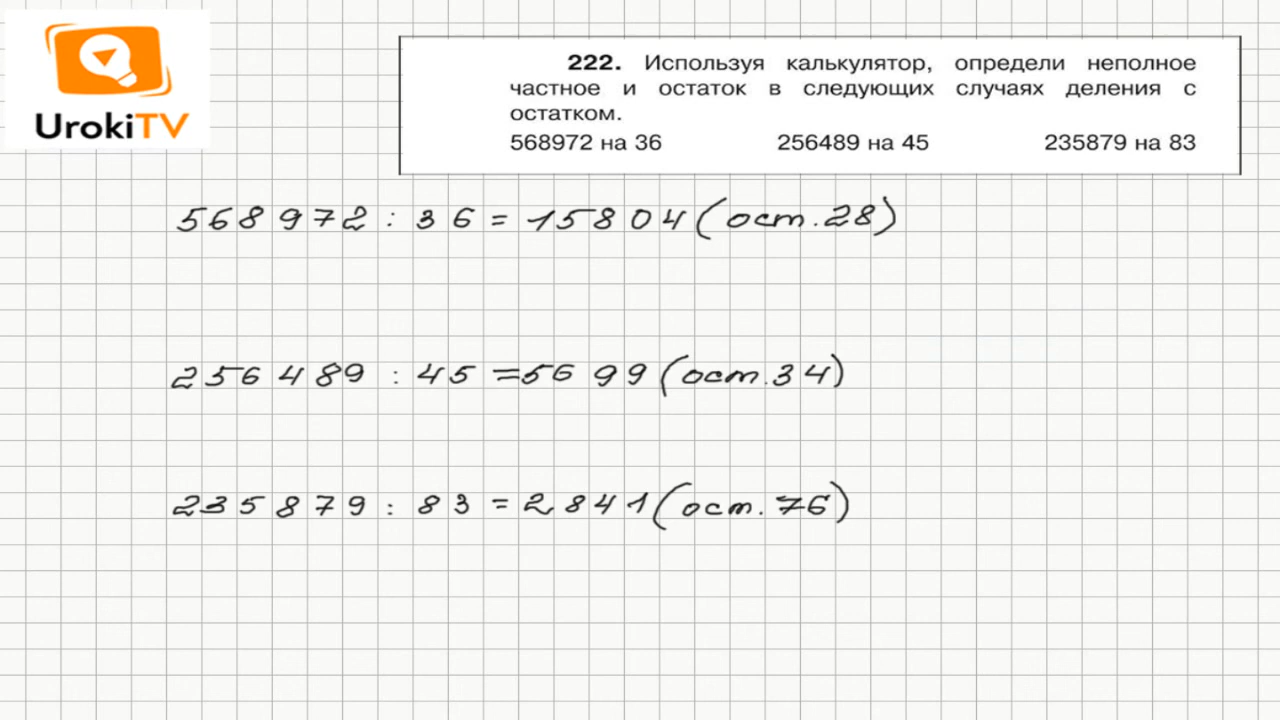 UrokiTV
222. Используя калькулятор, определи неполное
частное и остаток в следующих случаях деления с
остатком.
568972 на 36 256489 на 45 235879 на 83
568972 : 36 = 15804 (ост. 28)
256489 : 45 = 5699 (ост. 34)
235879 : 83 = 2841 (ост. 76)